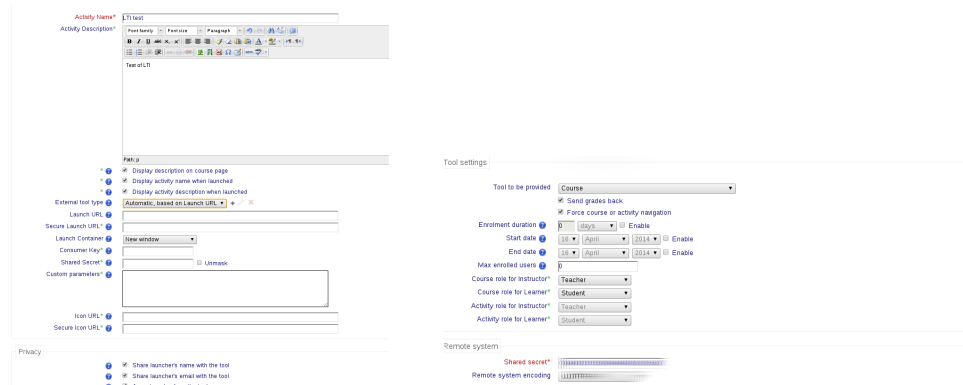 Activity Name* LTI test
Activity Description*
Font family Font size Paragraph
B I U ABC
Test of LTI
Path: p
* Display description on course page
* Display activity name when launched
* Display activity description when launched
External tool type Automatic, based on Launch URL
Launch URL
Secure Launch URL*
Launch Container New window
Consumer Key*
Shared Secret* Unmask
Custom parameters*
Icon URL*
Secure Icon URL*
Privacy
Share launcher's name with the tool
Share launcher's email with the tool
Tool settings
Tool to be provided Course
Send grades back
Force course or activity navigation
Enrolment duration 0 days Enable
Start date 16 April 2014 Enable
End date 16 April 2014 Enable
Max enrolled users 0
Course role for Instructor* Teacher
Course role for Learner* Student
Activity role for Instructor* Teacher
Activity role for Learner* Student
Remote system
Shared secret*
Remote system encoding